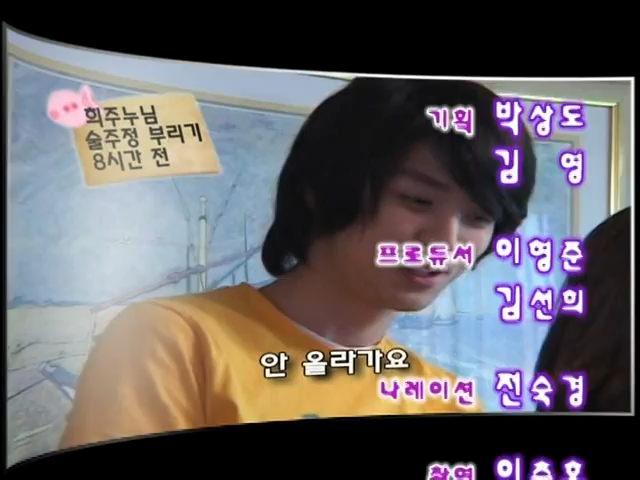 희주누님
술주정 부리기
8시간 전
기획 박상도
김 영
프로듀서 이형준
김선희
안 올라가요
나레이션 전숙경
촬영